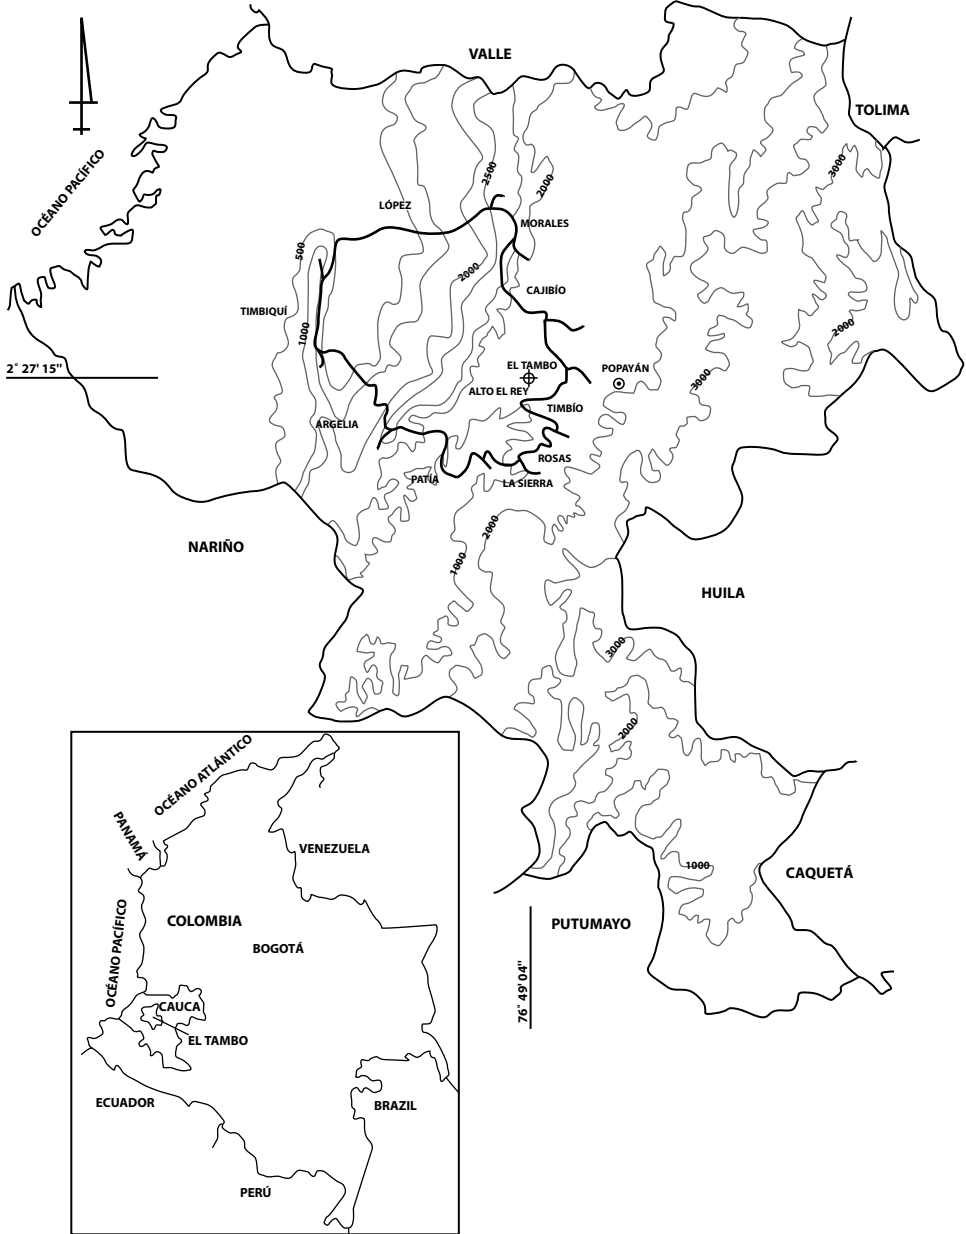 VALLE
TOLIMA
OCÉANO PACÍFICO
3000
2500
2000
LÓPEZ
MORALES
500
2000
CAJIBÍO
TIMBIQUÍ
1000
2000
2° 27' 15"
EL TAMBO
POPAYÁN
3000
ALTO EL REY
TIMBÍO
ARGELIA
ROSAS
PATÍA
LA SIERRA
2000
NARIÑO
1000
HUILA
3000
2000
1000
CAQUETÁ
PUTUMAYO
76° 49' 04"
OCÉANO ATLÁNTICO
PANAMÁ
VENEZUELA
OCÉANO PACÍFICO
COLOMBIA
BOGOTÁ
CAUCA
EL TAMBO
ECUADOR
BRAZIL
PERÚ